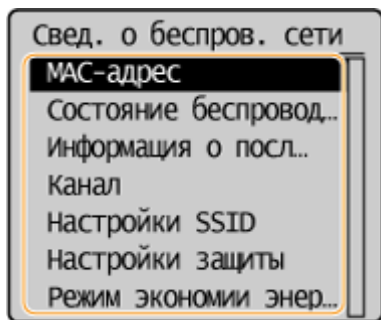 Свед. о беспров. сети
MAC-адрес
Состояние беспровод…
Информация о посл…
Канал
Настройки SSID
Настройки защиты
Режим экономии энер…